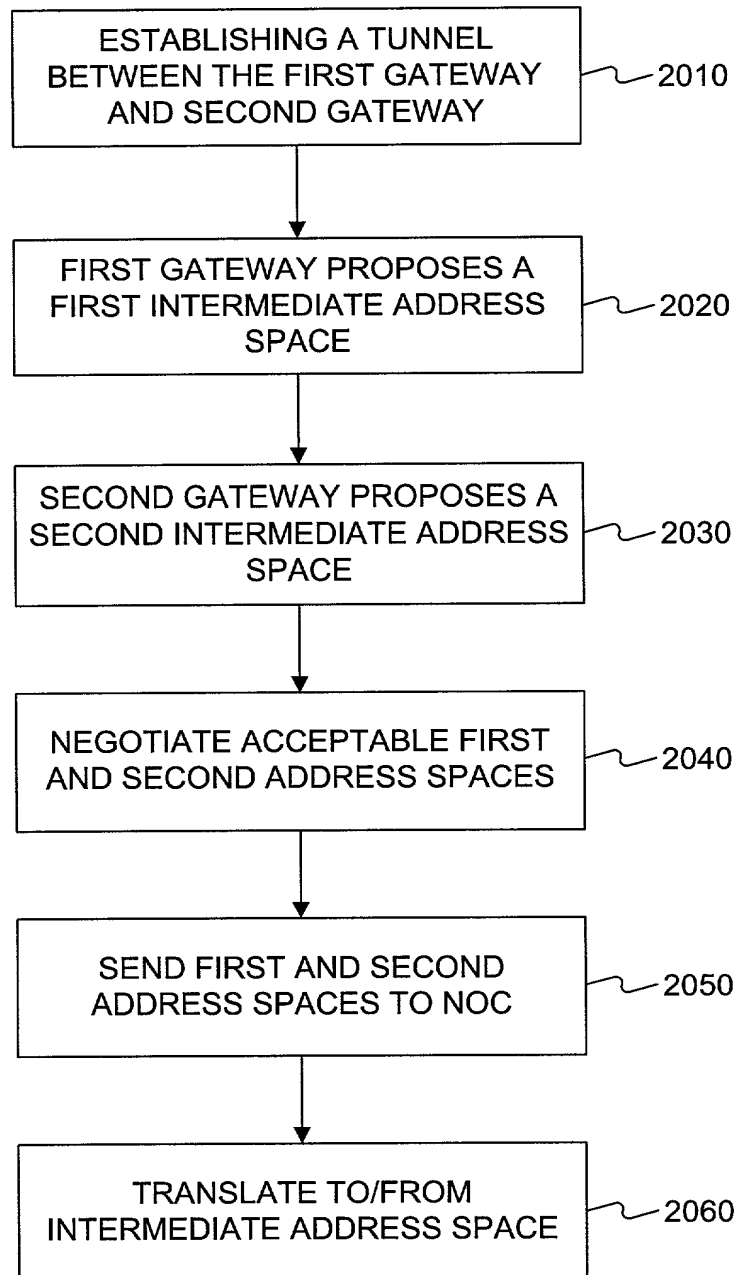 ESTABLISHING A TUNNEL
BETWEEN THE FIRST GATEWAY
AND SECOND GATEWAY
2010
FIRST GATEWAY PROPOSES A
FIRST INTERMEDIATE ADDRESS
SPACE
2020
SECOND GATEWAY PROPOSES A
SECOND INTERMEDIATE ADDRESS
SPACE
2030
NEGOTIATE ACCEPTABLE FIRST
AND SECOND ADDRESS SPACES
2040
SEND FIRST AND SECOND
ADDRESS SPACES TO NOC
2050
TRANSLATE TO/FROM
INTERMEDIATE ADDRESS SPACE
2060